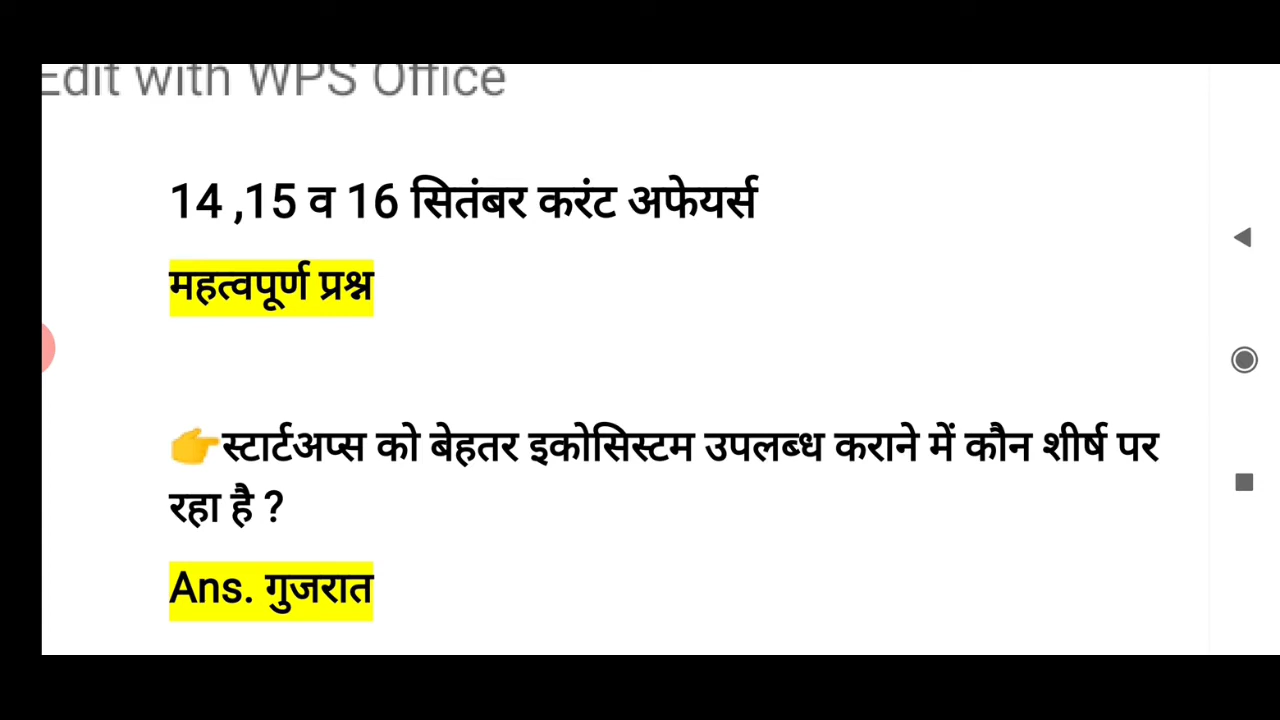 Edit with WPS Office
14 ,15 व 16 सितंबर करंट अफेयर्स
महत्वपूर्ण प्रश्न
👉स्टार्टअप्स को बेहतर इकोसिस्टम उपलब्ध कराने में कौन शीर्ष पर
रहा है ?
Ans. गुजरात